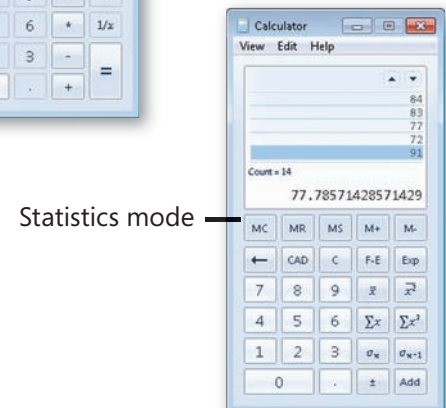 6 * 1/x
3 - =
. +
Calculator
View Edit Help
84
83
77
72
91
Count = 14
77.78571428571429
Statistics mode
MC MR MS M+ M-
← CAD C F-E Exp
7 8 9 x̄ x̄²
4 5 6 Σx Σx²
1 2 3 σₙ σₙ₋₁
0 . ± Add